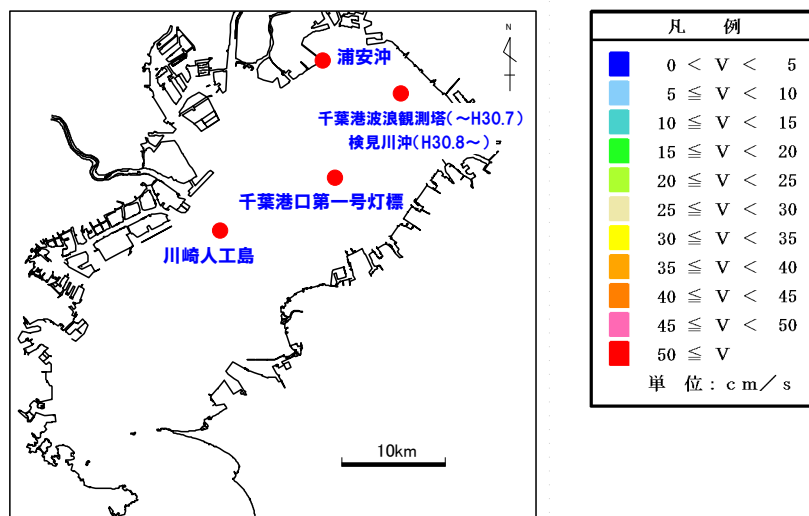 N
浦安沖
千葉港波浪観測塔(～H30.7)
検見川沖(H30.8～)
千葉港口第一号灯標
川崎人工島
10km
凡 例
0 < V < 5
5 ≦ V < 10
10 ≦ V < 15
15 ≦ V < 20
20 ≦ V < 25
25 ≦ V < 30
30 ≦ V < 35
35 ≦ V < 40
40 ≦ V < 45
45 ≦ V < 50
50 ≦ V
単 位：cm／s